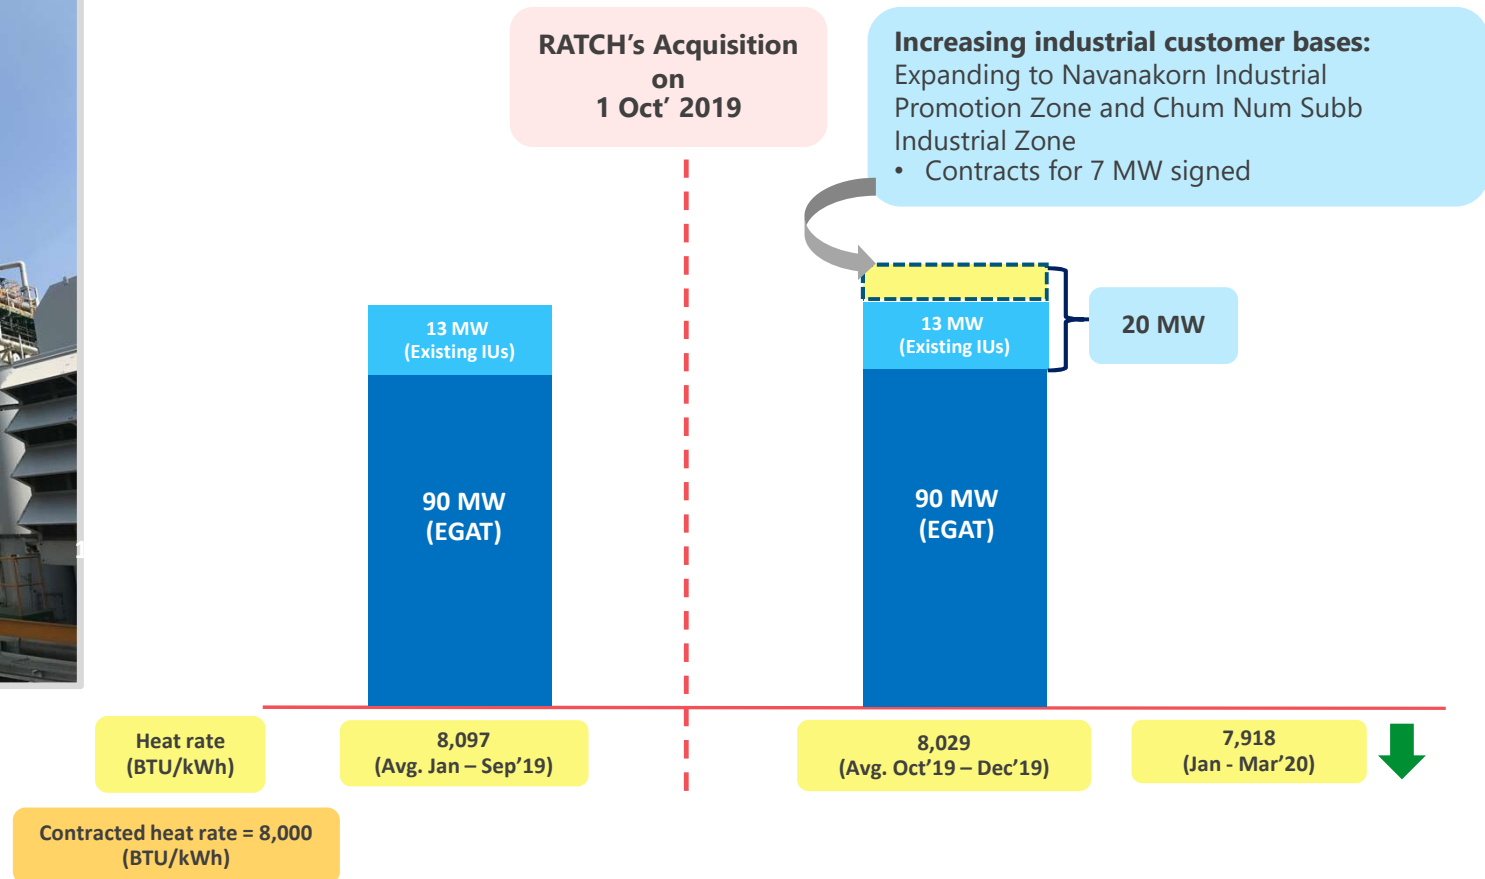 RATCH's Acquisition
on
1 Oct' 2019
Increasing industrial customer bases:
Expanding to Navanakorn Industrial
Promotion Zone and Chum Num Subb
Industrial Zone
• Contracts for 7 MW signed
13 MW
(Existing IUs)
90 MW
(EGAT)
13 MW
(Existing IUs)
20 MW
90 MW
(EGAT)
1
Heat rate
(BTU/kWh)
8,097
(Avg. Jan – Sep'19)
8,029
(Avg. Oct'19 – Dec'19)
7,918
(Jan - Mar'20)
Contracted heat rate = 8,000
(BTU/kWh)